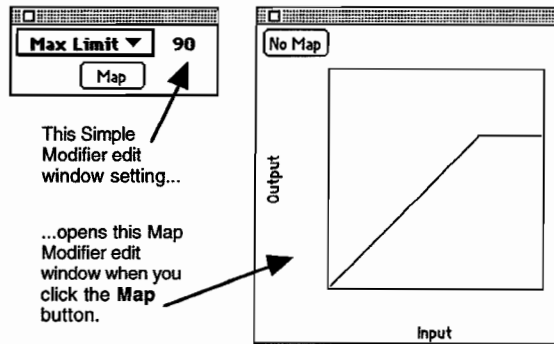 Max Limit ▼ 90
Map
This Simple
Modifier edit
window setting...
...opens this Map
Modifier edit
window when you
click the Map
button.
No Map
Output
Input